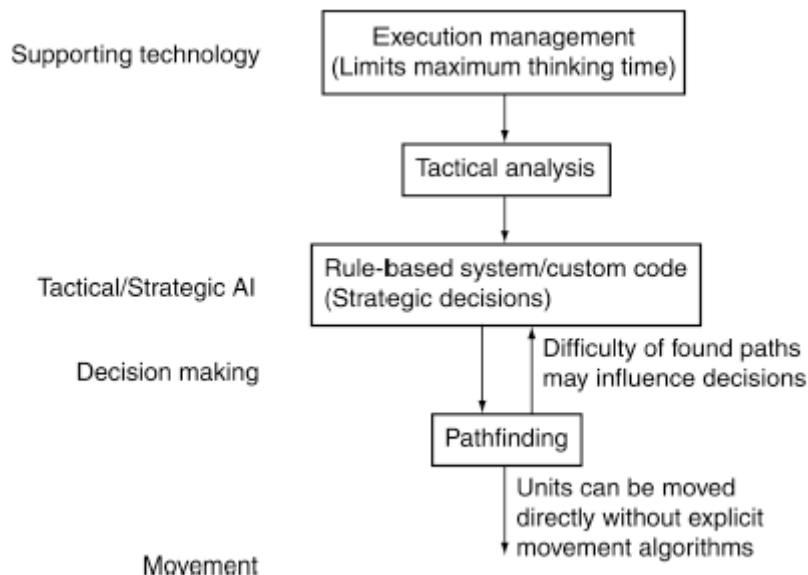 Supporting technology
Execution management
(Limits maximum thinking time)
Tactical analysis
Tactical/Strategic AI
Rule-based system/custom code
(Strategic decisions)
Decision making
Difficulty of found paths
may influence decisions
Pathfinding
Units can be moved
directly without explicit
movement algorithms
Movement